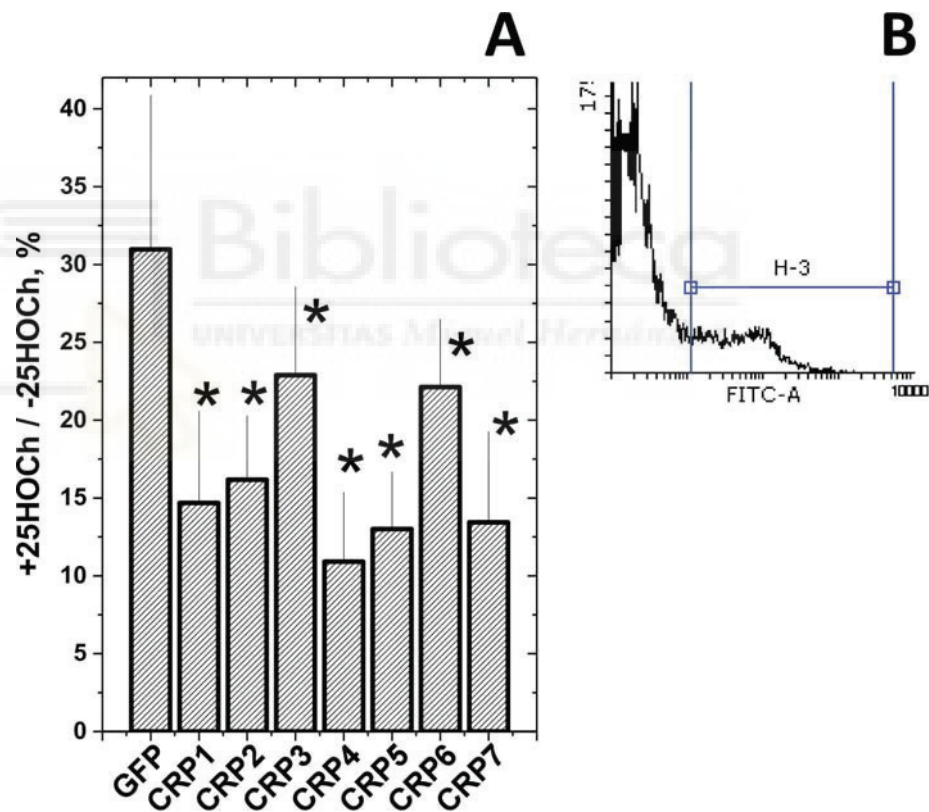 A
B
+25HOCh / -25HOCh, %
40
35
30
25
20
15
10
5
0
GFP
CRP1
CRP2
CRP3
CRP4
CRP5
CRP6
CRP7
*
*
*
*
*
*
*
H-3
FITC-A
Biblioteca
UNIVERSITAS Miguel Hernández